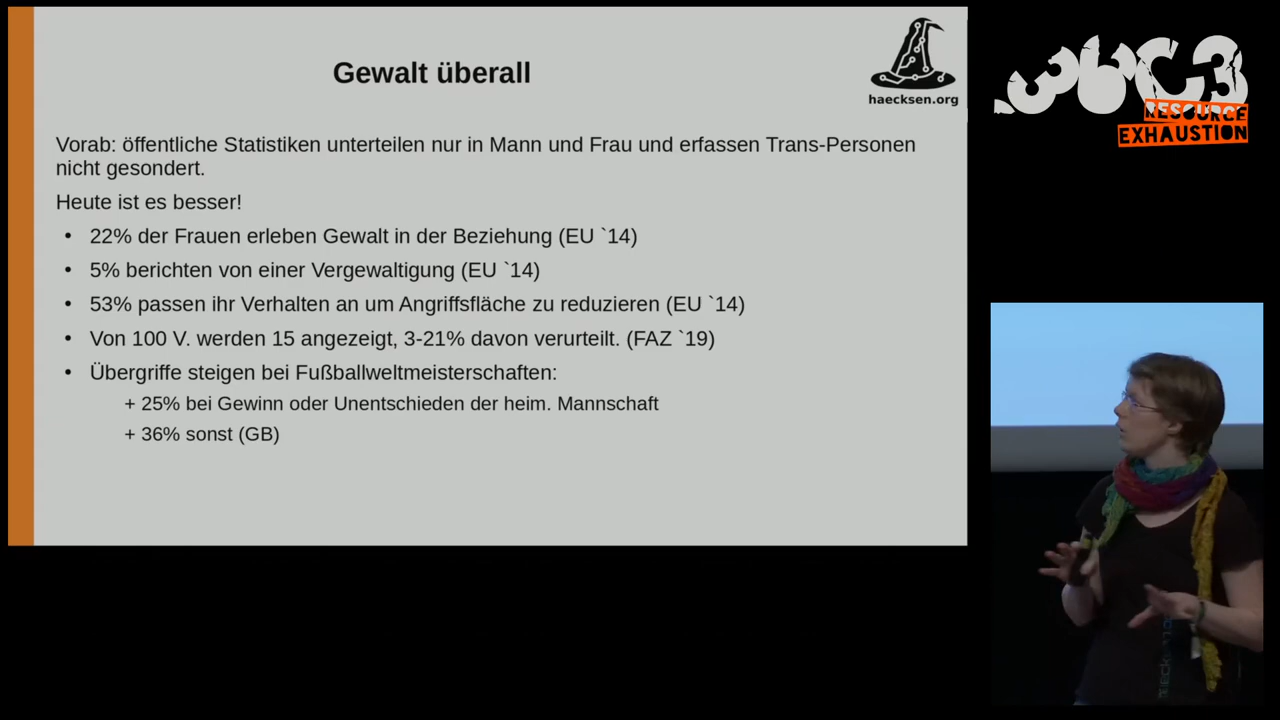 Gewalt überall
haecksen.org
Vorab: öffentliche Statistiken unterteilen nur in Mann und Frau und erfassen Trans-Personen
nicht gesondert.
Heute ist es besser!
• 22% der Frauen erleben Gewalt in der Beziehung (EU `14)
• 5% berichten von einer Vergewaltigung (EU `14)
• 53% passen ihr Verhalten an um Angriffsfläche zu reduzieren (EU `14)
• Von 100 V. werden 15 angezeigt, 3-21% davon verurteilt. (FAZ `19)
• Übergriffe steigen bei Fußballweltmeisterschaften:
+ 25% bei Gewinn oder Unentschieden der heim. Mannschaft
+ 36% sonst (GB)
36C3
RESOURCE
EXHAUSTION